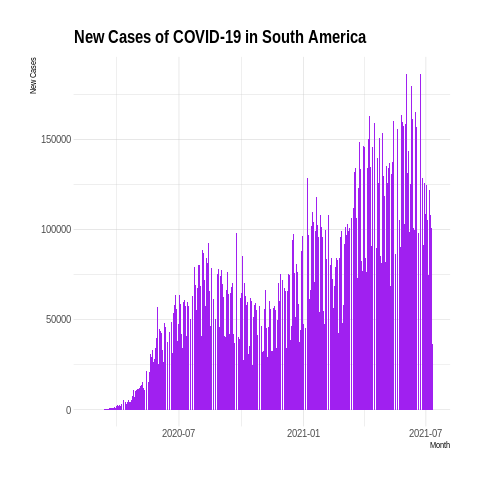 New Cases of COVID-19 in South America
New Cases
150000
100000
50000
0
2020-07
2021-01
2021-07
Month